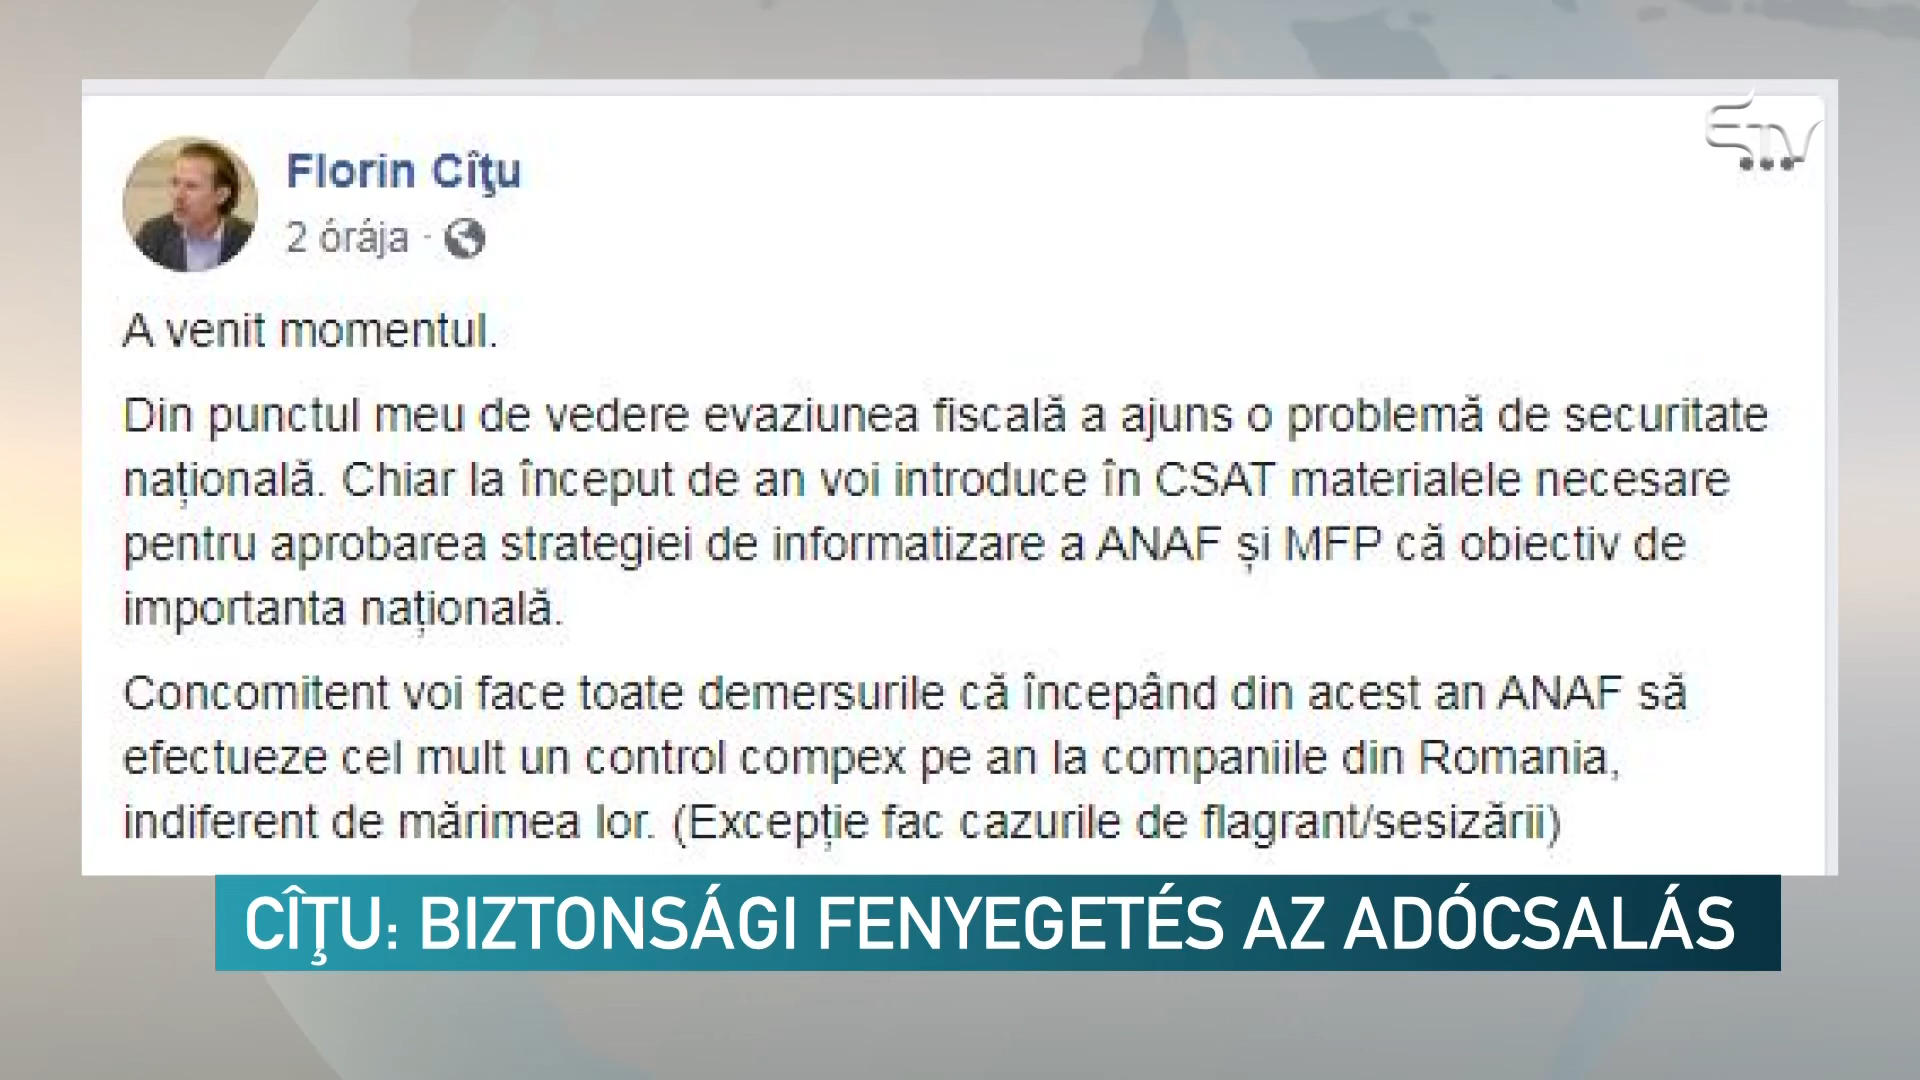 ETV
Florin Cîţu
2 órája ·
A venit momentul.
Din punctul meu de vedere evaziunea fiscală a ajuns o problemă de securitate
națională. Chiar la început de an voi introduce în CSAT materialele necesare
pentru aprobarea strategiei de informatizare a ANAF și MFP că obiectiv de
importanta națională.
Concomitent voi face toate demersurile că începând din acest an ANAF să
efectueze cel mult un control compex pe an la companiile din Romania,
indiferent de mărimea lor. (Excepție fac cazurile de flagrant/sesizării)
CÎŢU: BIZTONSÁGI FENYEGETÉS AZ ADÓCSALÁS